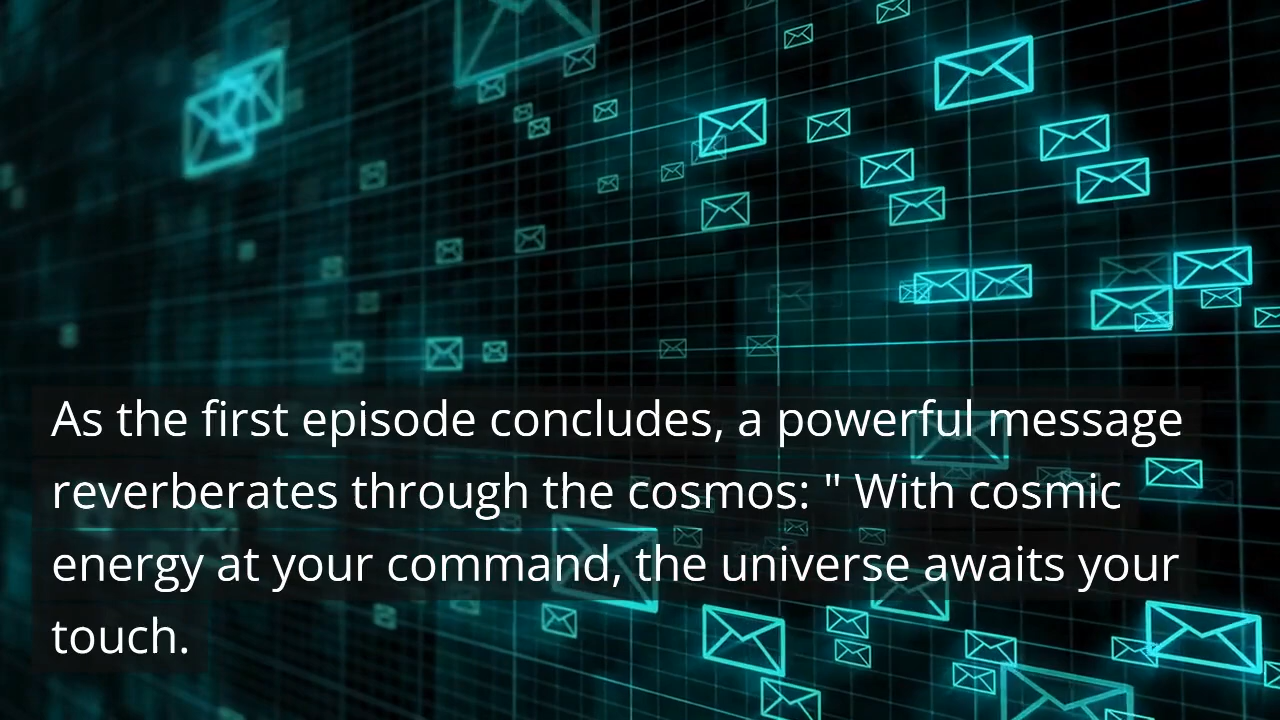 As the first episode concludes, a powerful message
reverberates through the cosmos: " With cosmic
energy at your command, the universe awaits your
touch.